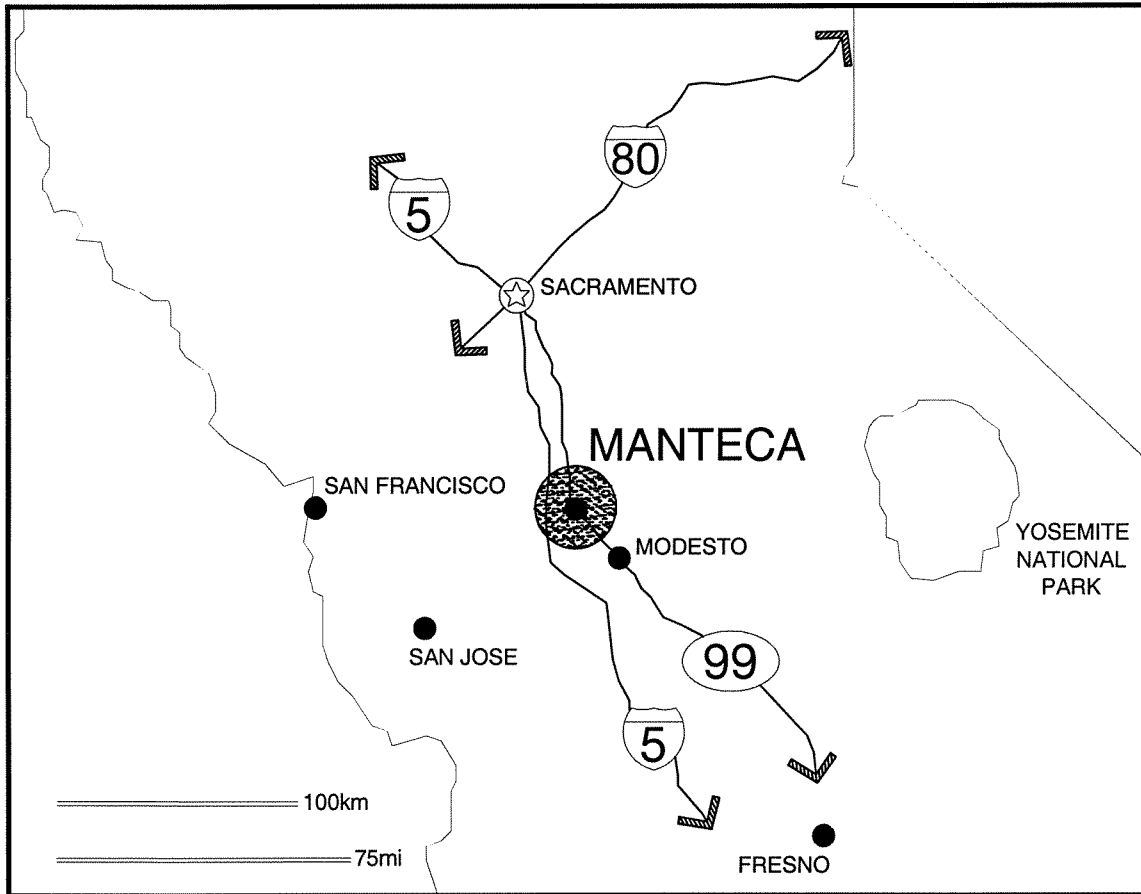 80
5
SACRAMENTO
MANTECA
SAN FRANCISCO
MODESTO
YOSEMITE
NATIONAL
PARK
SAN JOSE
99
5
100km
75mi
FRESNO